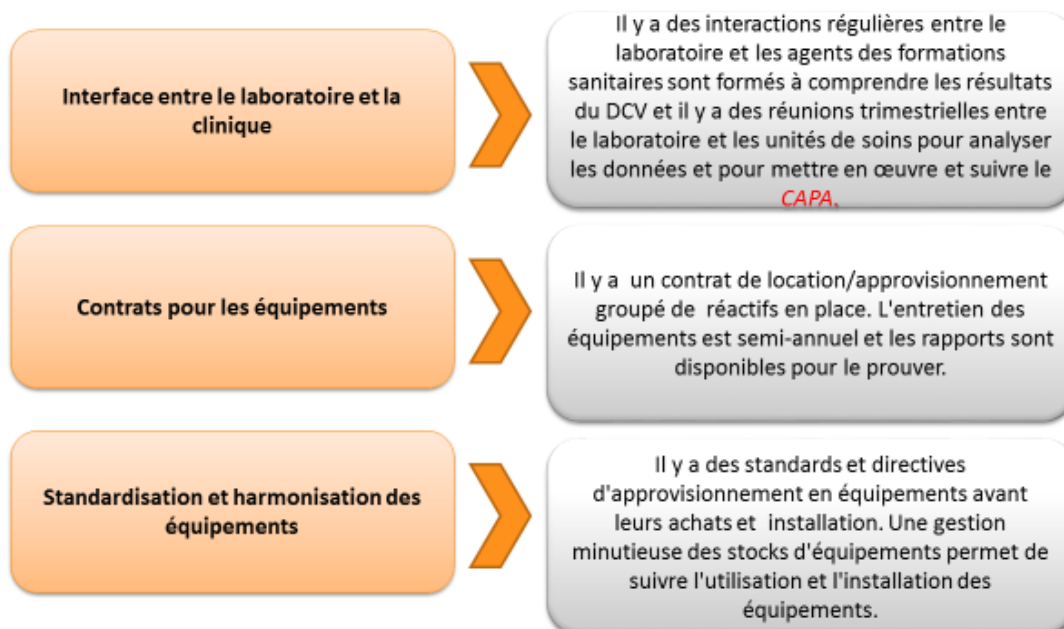 Interface entre le laboratoire et la
clinique
Il y a des interactions régulières entre le
laboratoire et les agents des formations
sanitaires sont formés à comprendre les résultats
du DCV et il y a des réunions trimestrielles entre
le laboratoire et les unités de soins pour analyser
les données et pour mettre en œuvre et suivre le
CAPA.
Contrats pour les équipements
Il y a un contrat de location/approvisionnement
groupé de réactifs en place. L'entretien des
équipements est semi-annuel et les rapports sont
disponibles pour le prouver.
Standardisation et harmonisation des
équipements
Il y a des standards et directives
d'approvisionnement en équipements avant
leurs achats et installation. Une gestion
minutieuse des stocks d'équipements permet de
suivre l'utilisation et l'installation des
équipements.